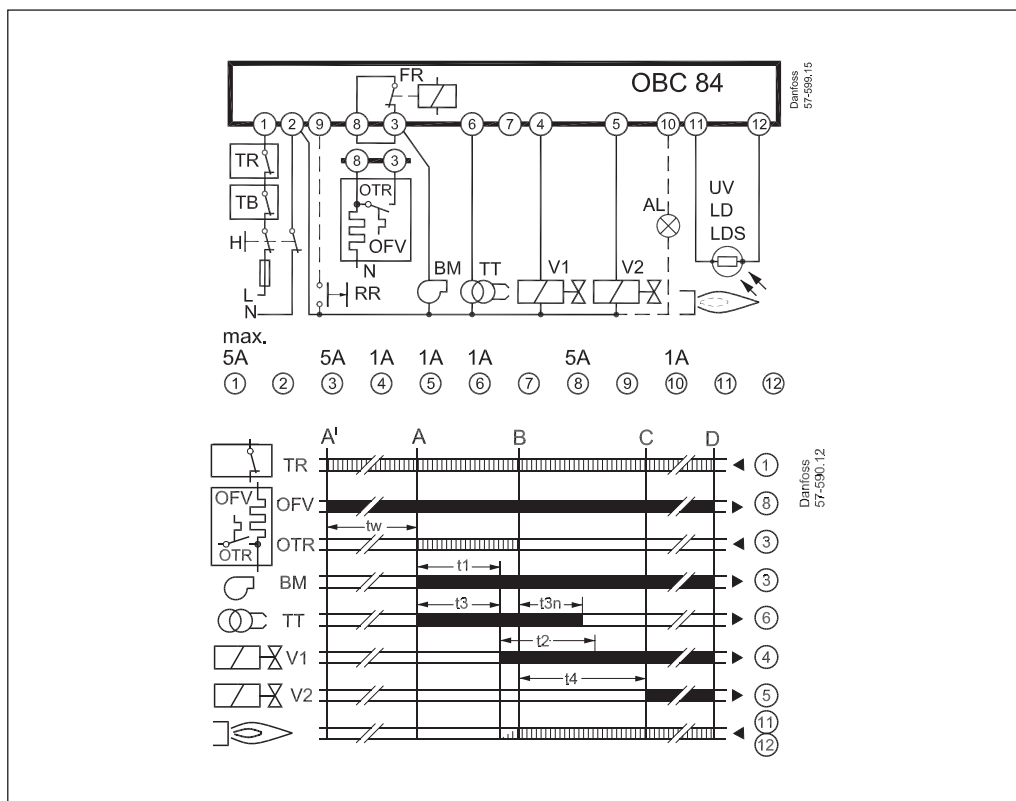 FR
OBC 84
Danfoss
57-599.15
1 2 9 8 3 6 7 4 5 10 11 12
TR
8 3
OTR
UV
TB
AL
LD
OFV
LDS
H
N
BM
TT
V1
V2
L
RR
N
max.
5A 5A 1A 1A 1A 5A 1A
1 2 3 4 5 6 7 8 9 10 11 12
A' A B C D
TR 1
Danfoss
57-590.12
OFV
OFV 8
tw
OTR
OTR 3
t1
BM 3
t3 t3n
TT 6
t2
V1 4
t4
V2 5
11
12